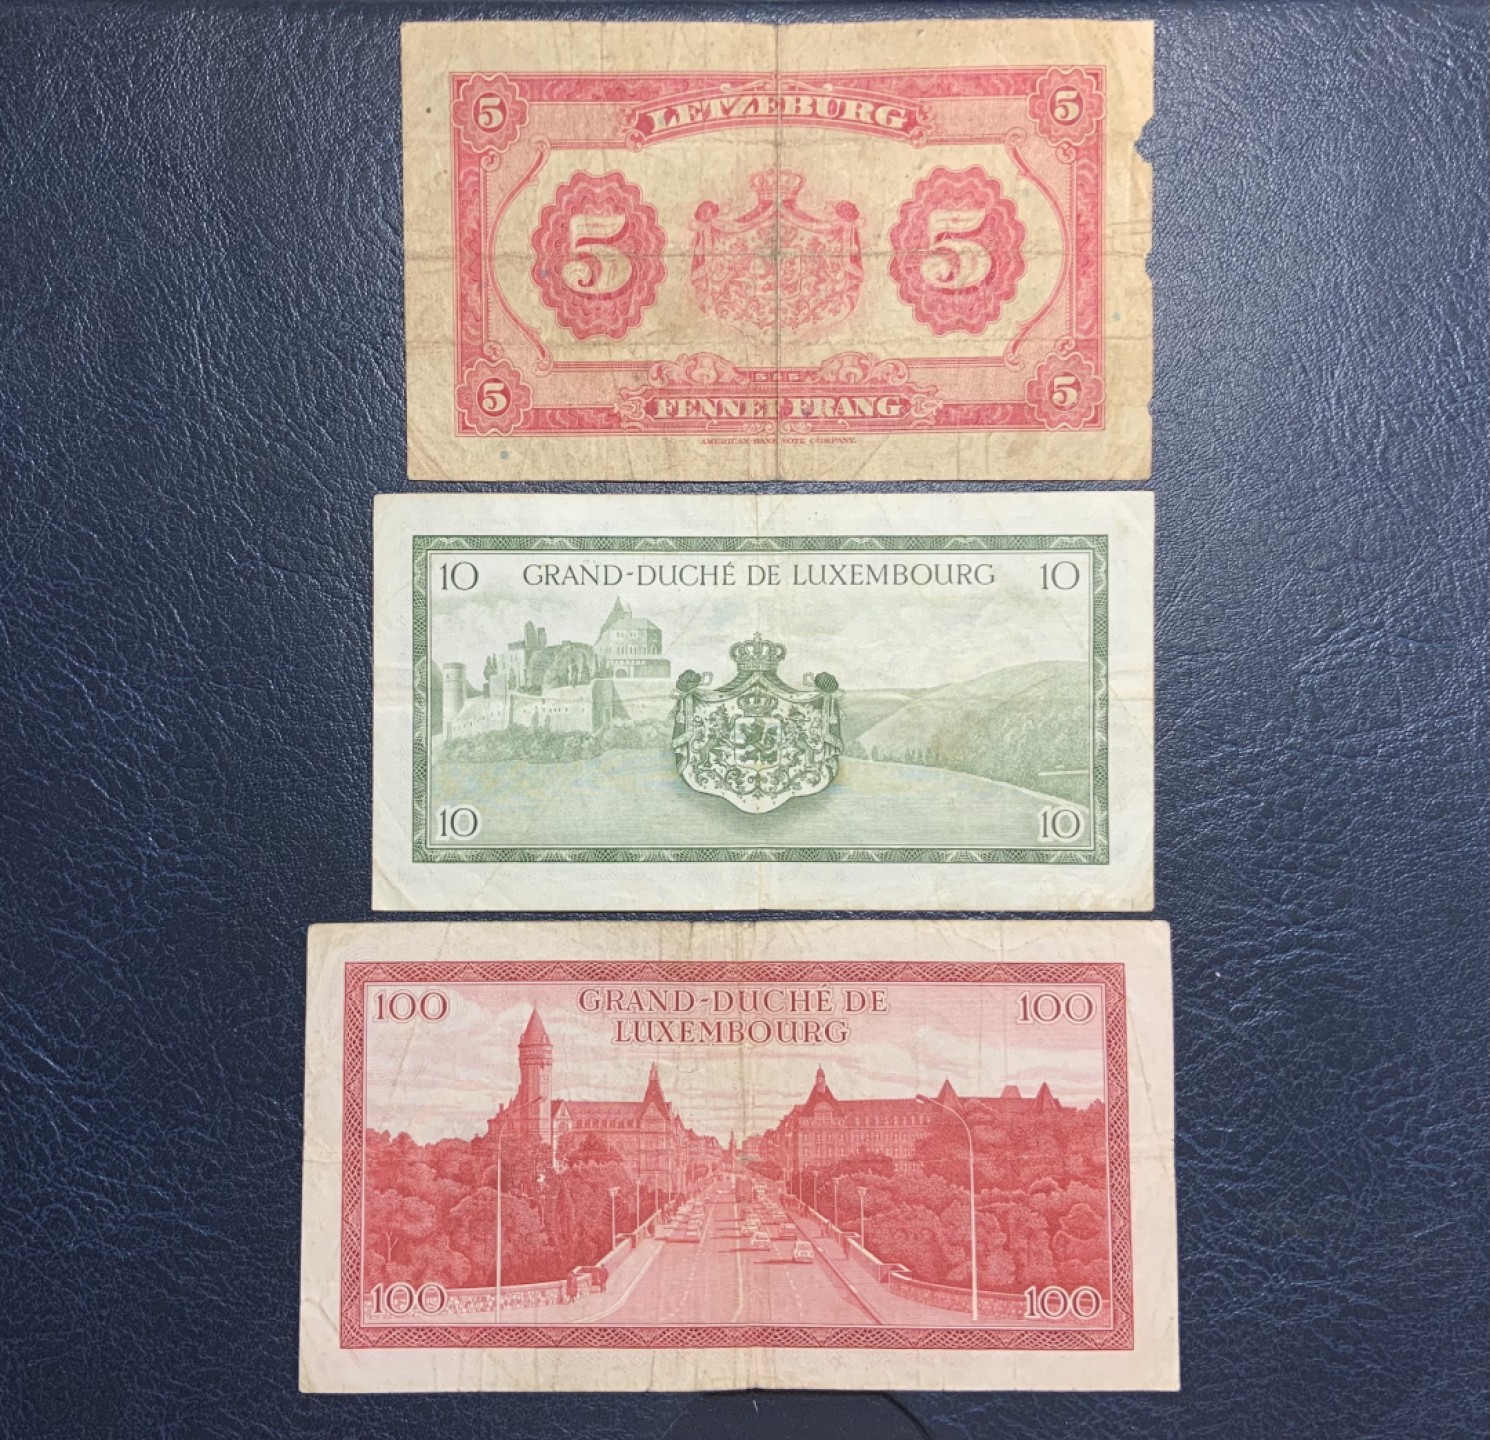 LETZEBURG
5 5
5 5
5 5
FENNEF FRANG
AMERICAN BANK NOTE COMPANY.
10 GRAND-DUCHÉ DE LUXEMBOURG 10
10 10
100 GRAND-DUCHÉ DE 100
LUXEMBOURG
100 100